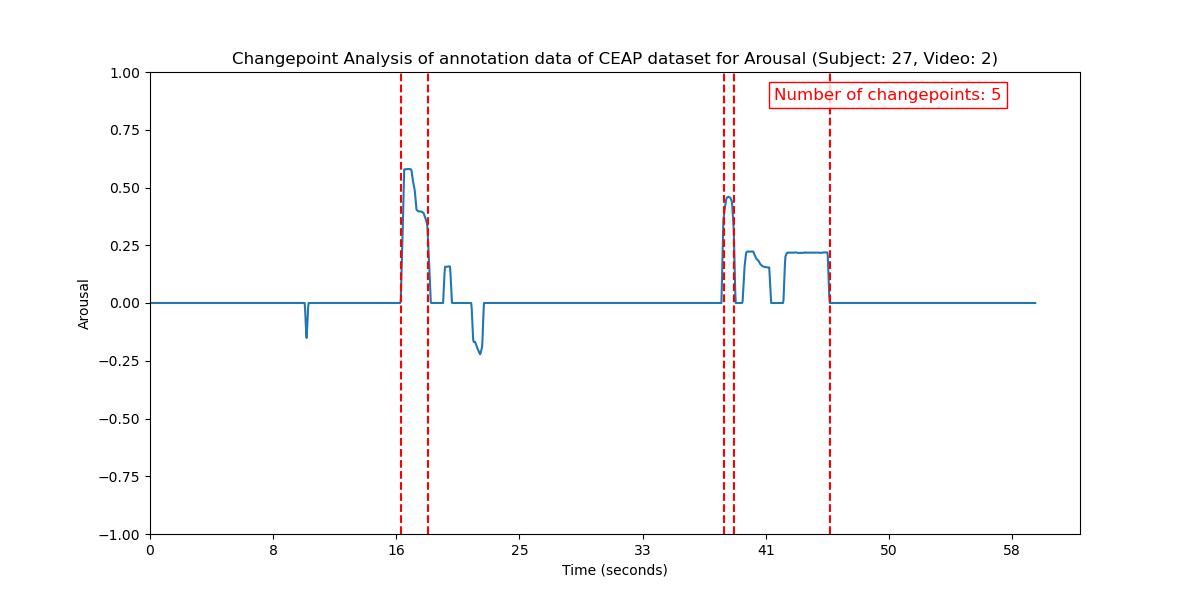 Changepoint Analysis of annotation data of CEAP dataset for Arousal (Subject: 27, Video: 2)
Number of changepoints: 5
1.00
0.75
0.50
0.25
0.00
−0.25
−0.50
−0.75
−1.00
Arousal
0 8 16 25 33 41 50 58
Time (seconds)